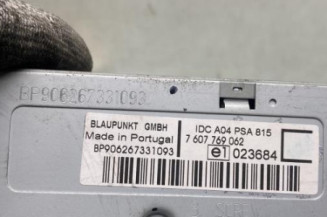 BP906267331093
BLAUPUNKT GMBH
Made in Portugal
BP906267331093
IDC A04 PSA 815
7 607 769 062
e1 023684